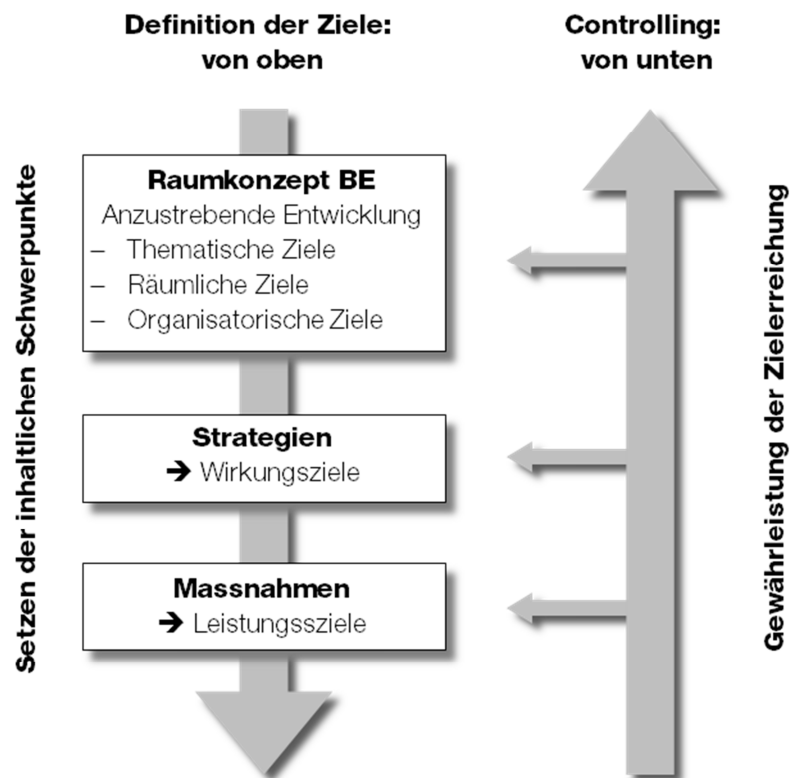 Definition der Ziele:
von oben
Controlling:
von unten
Setzen der inhaltlichen Schwerpunkte
Raumkonzept BE
Anzustrebende Entwicklung
– Thematische Ziele
– Räumliche Ziele
– Organisatorische Ziele
Strategien
➔ Wirkungsziele
Massnahmen
➔ Leistungssziele
Gewährleistung der Zielerreichung